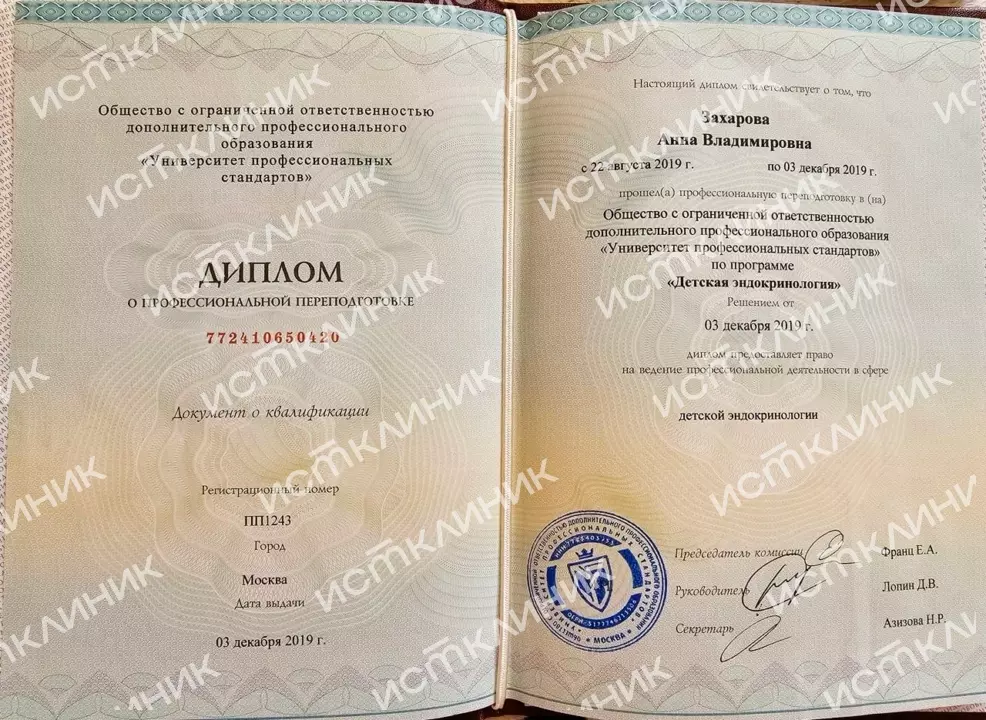 Общество с ограниченной ответственностью
дополнительного профессионального
образования
«Университет профессиональных
стандартов»
ДИПЛОМ
О ПРОФЕССИОНАЛЬНОЙ ПЕРЕПОДГОТОВКЕ
772410650420
Документ о квалификации
Регистрационный номер
ПП1243
Город
Москва
Дата выдачи
03 декабря 2019 г.
Настоящий диплом свидетельствует о том, что
Захарова
Анна Владимировна
с 22 августа 2019 г. по 03 декабря 2019 г.
прошел(а) профессиональную переподготовку в (на)
Общество с ограниченной ответственностью
дополнительного профессионального образования
«Университет профессиональных стандартов»
по программе
«Детская эндокринология»
Решением от
03 декабря 2019 г.
диплом предоставляет право
на ведение профессиональной деятельности в сфере
детской эндокринологии
Председатель комиссии Франц Е.А.
Руководитель Лопин Д.В.
Секретарь Азизова Н.Р.
МОСКВА
ИСТКЛИНИК